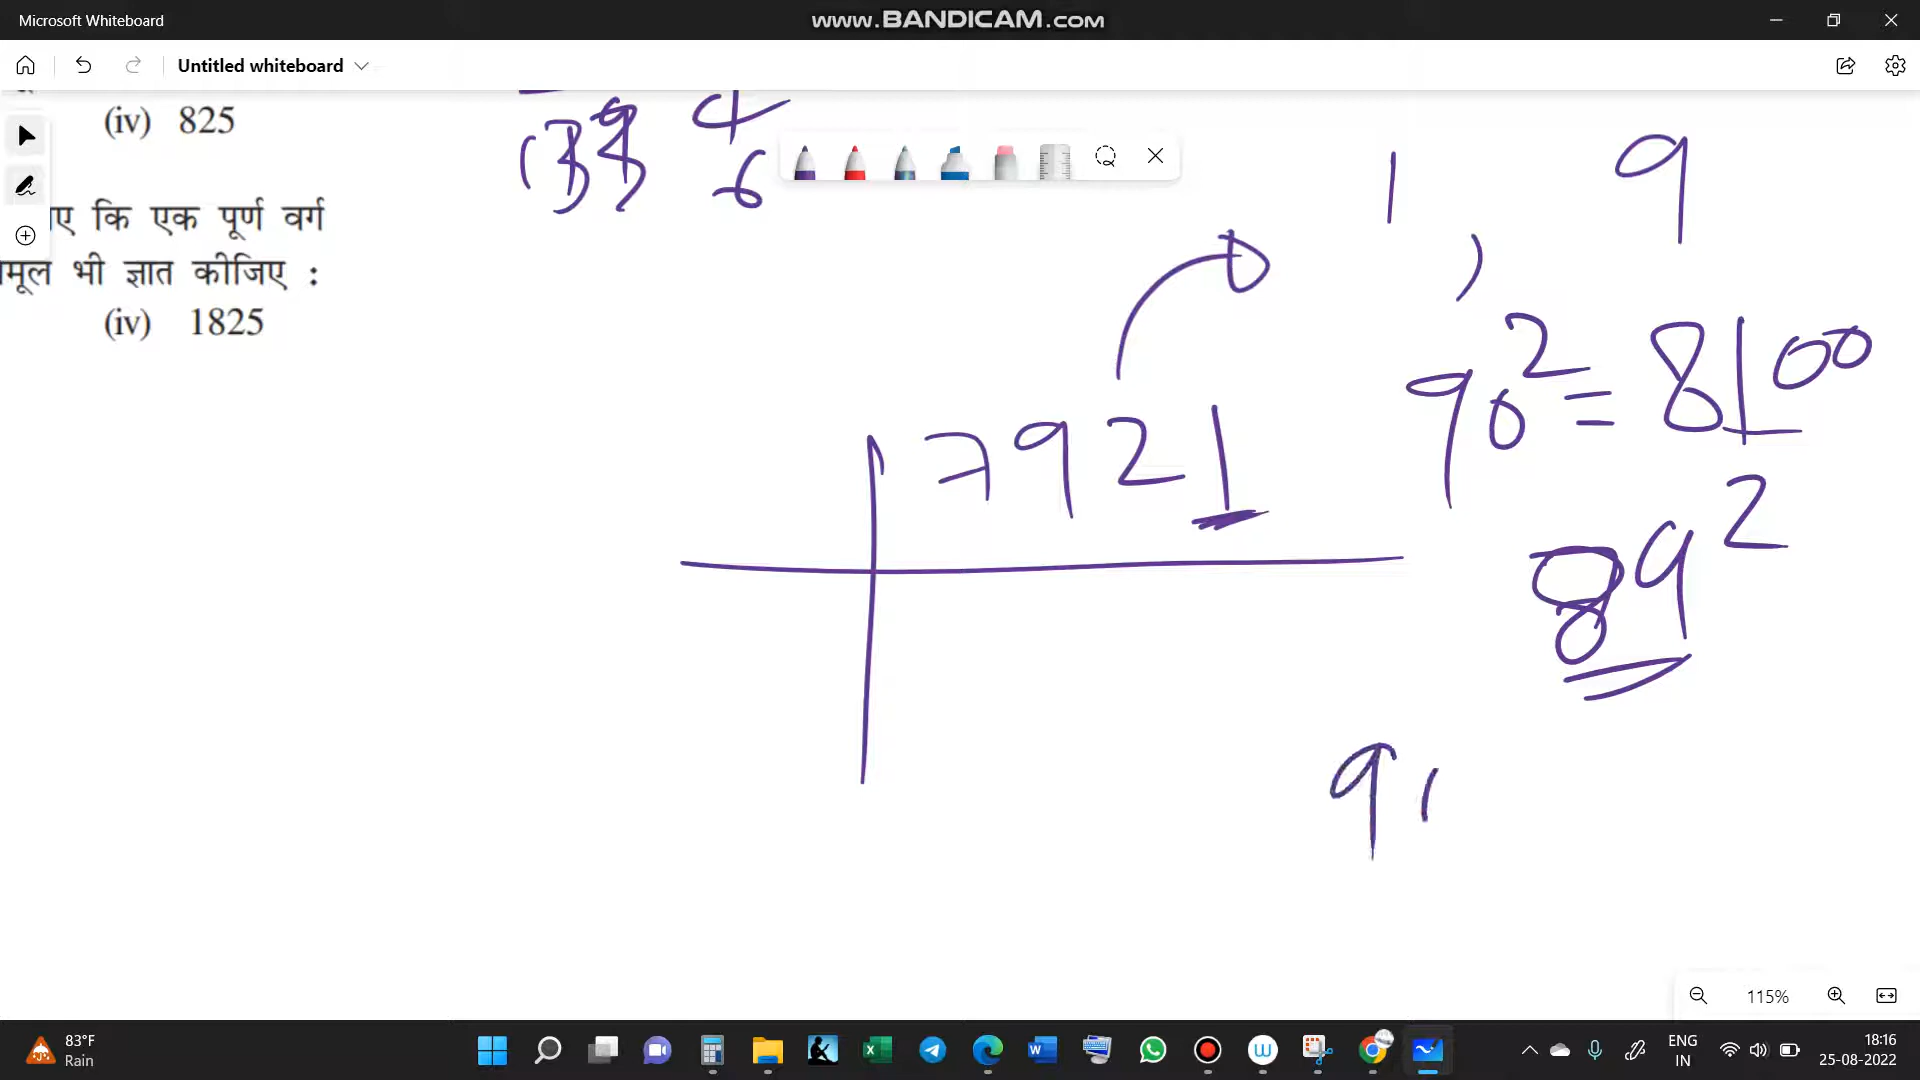 Microsoft Whiteboard
www.BANDICAM.com
Untitled whiteboard
(iv) 825
6
1 , 9
ए कि एक पूर्ण वर्ग
मूल भी ज्ञात कीजिए :
(iv) 1825
90² = 8100
7921
89²
9
115%
83°F
Rain
ENG
IN
18:16
25-08-2022